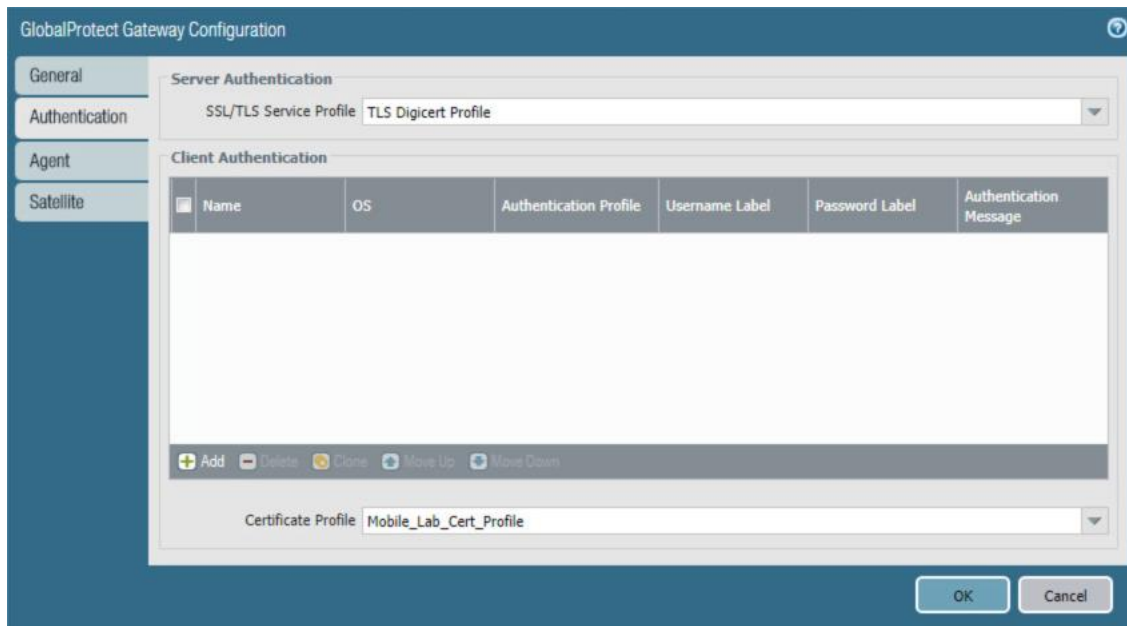 GlobalProtect Gateway Configuration
General
Authentication
Agent
Satellite
Server Authentication
SSL/TLS Service Profile TLS Digicert Profile
Client Authentication
Name OS Authentication Profile Username Label Password Label Authentication Message
Add Delete Clone Move Up Move Down
Certificate Profile Mobile_Lab_Cert_Profile
OK Cancel